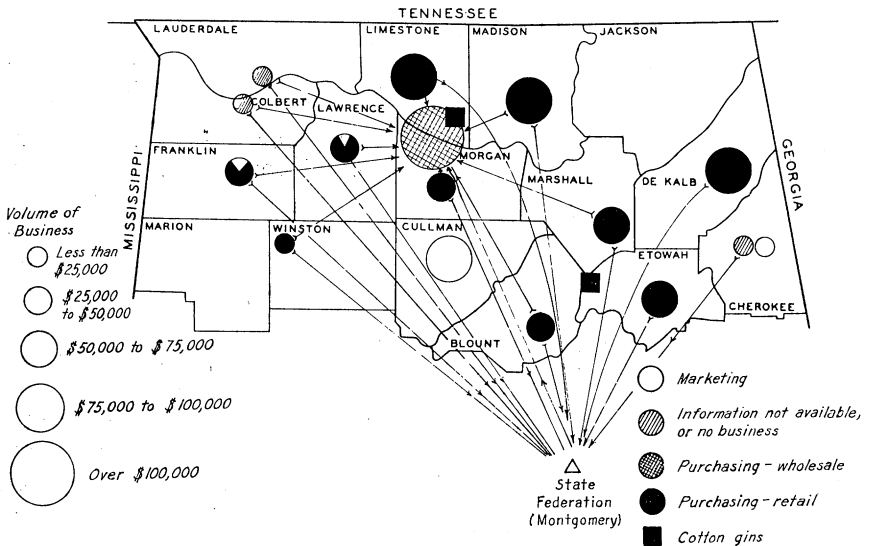 TENNESSEE
LAUDERDALE
LIMESTONE
MADISON
JACKSON
COLBERT
LAWRENCE
FRANKLIN
MORGAN
MARSHALL
DE KALB
MISSISSIPPI
GEORGIA
MARION
WINSTON
CULLMAN
ETOWAH
CHEROKEE
BLOUNT
Volume of
Business
Less than
$25,000
$25,000
to $50,000
$50,000 to $75,000
$75,000 to $100,000
Over $100,000
State
Federation
(Montgomery)
Marketing
Information not available,
or no business
Purchasing - wholesale
Purchasing - retail
Cotton gins